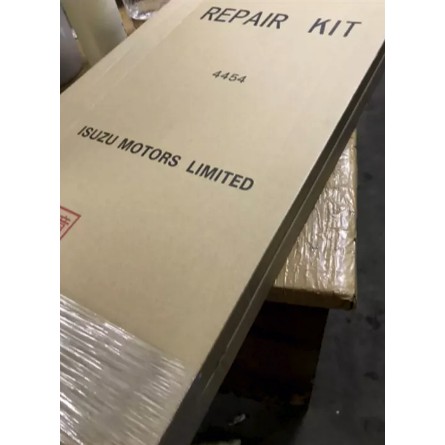 REPAIR KIT
4454
ISUZU MOTORS LIMITED